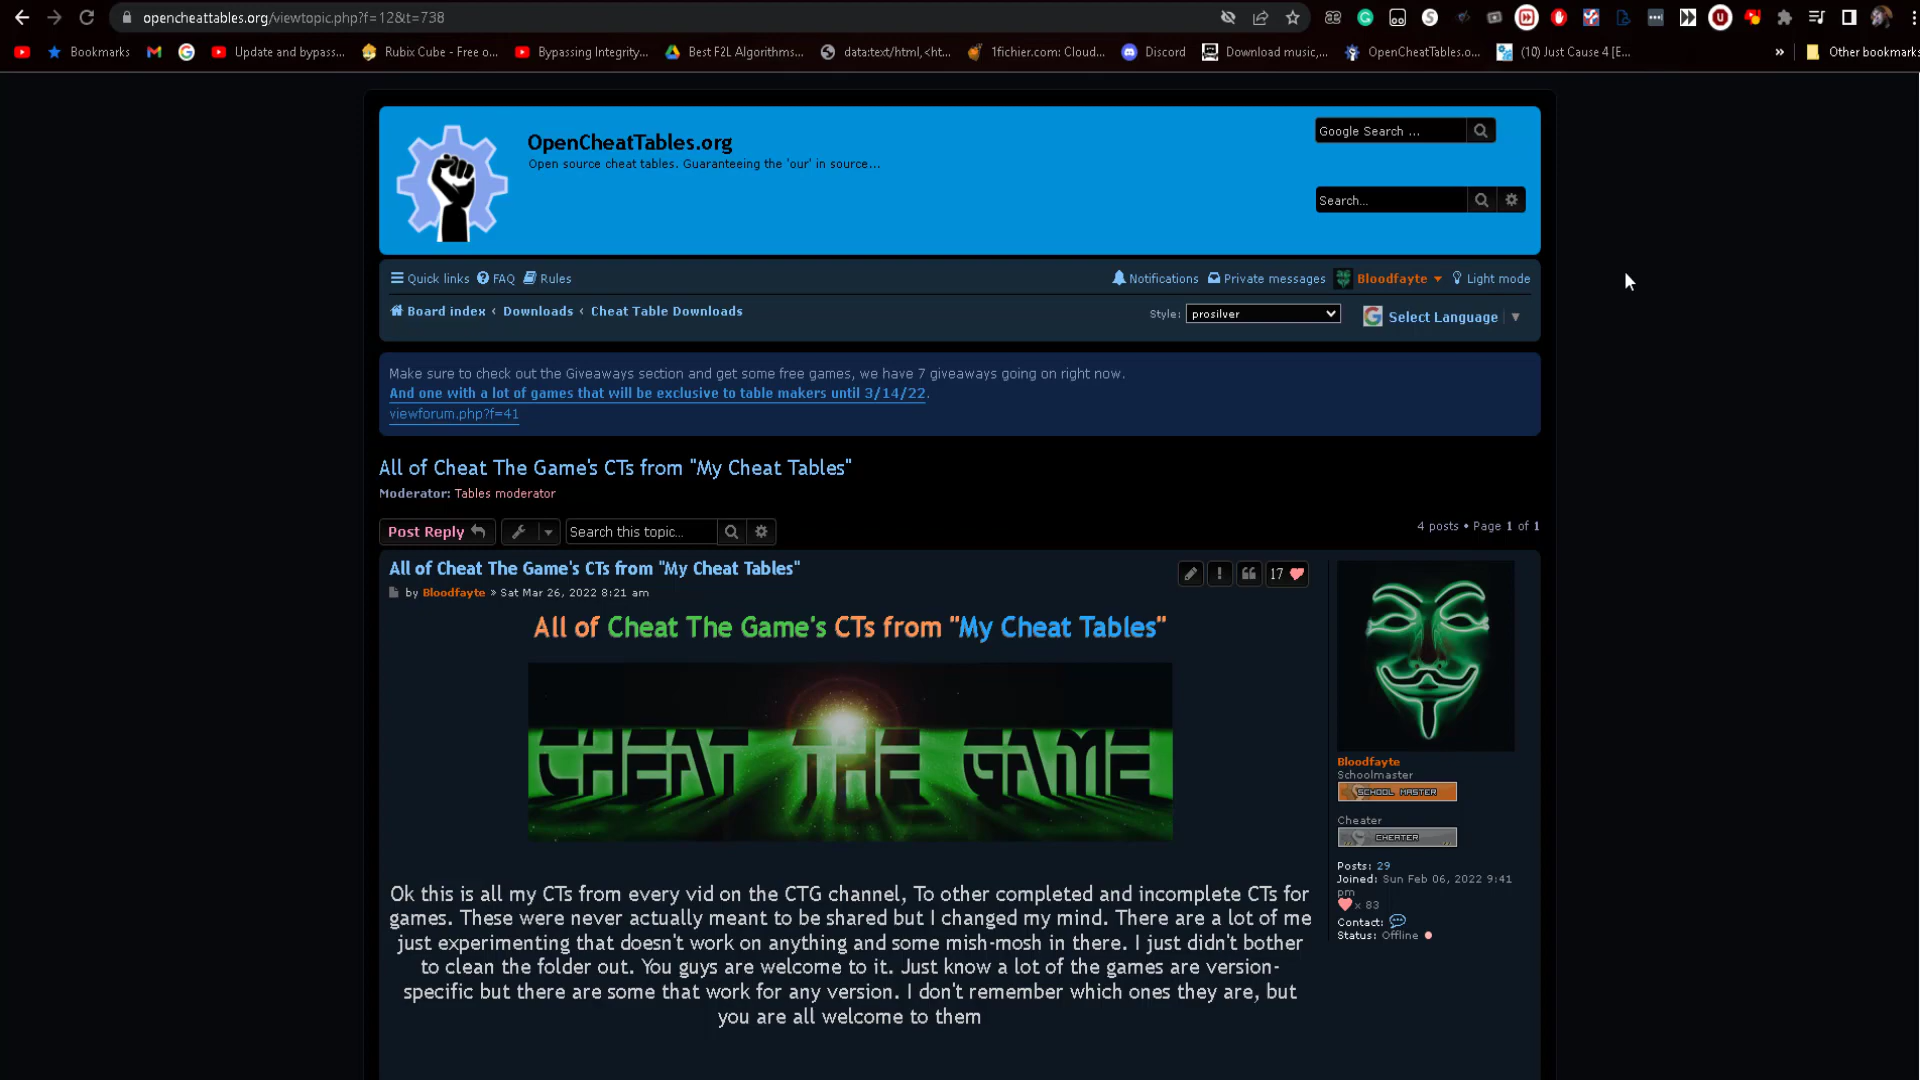 opencheattables.org/viewtopic.php?f=12&t=738
Bookmarks
Update and bypass...
Rubix Cube - Free o...
Bypassing Integrity...
Best F2L Algorithms...
data:text/html,<ht...
1fichier.com: Cloud...
Discord
Download music,...
OpenCheatTables.o...
(10) Just Cause 4 [E...
»
Other bookmarks
OpenCheatTables.org
Open source cheat tables. Guaranteeing the 'our' in source...
Google Search ...
Search...
Quick links FAQ Rules
Notifications Private messages Bloodfayte Light mode
Board index ‹ Downloads ‹ Cheat Table Downloads
Style: prosilver
Select Language ▼
Make sure to check out the Giveaways section and get some free games, we have 7 giveaways going on right now.
And one with a lot of games that will be exclusive to table makers until 3/14/22.
viewforum.php?f=41
All of Cheat The Game's CTs from "My Cheat Tables"
Moderator: Tables moderator
Post Reply
Search this topic...
4 posts • Page 1 of 1
All of Cheat The Game's CTs from "My Cheat Tables"
17
by Bloodfayte » Sat Mar 26, 2022 8:21 am
All of Cheat The Game's CTs from "My Cheat Tables"
CHEAT THE GAME
Ok this is all my CTs from every vid on the CTG channel, To other completed and incomplete CTs for
games. These were never actually meant to be shared but I changed my mind. There are a lot of me
just experimenting that doesn't work on anything and some mish-mosh in there. I just didn't bother
to clean the folder out. You guys are welcome to it. Just know a lot of the games are version-
specific but there are some that work for any version. I don't remember which ones they are, but
you are all welcome to them
Bloodfayte
Schoolmaster
SCHOOL MASTER
Cheater
CHEATER
Posts: 29
Joined: Sun Feb 06, 2022 9:41
pm
x 83
Contact:
Status: Offline